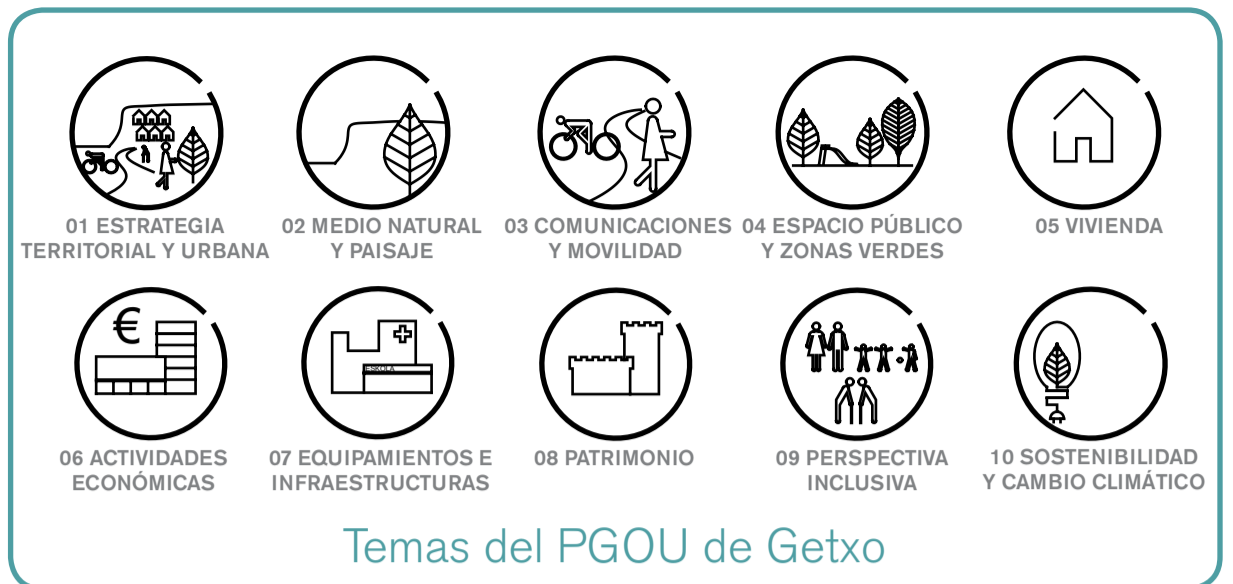 01 ESTRATEGIA
TERRITORIAL Y URBANA
02 MEDIO NATURAL
Y PAISAJE
03 COMUNICACIONES
Y MOVILIDAD
04 ESPACIO PÚBLICO
Y ZONAS VERDES
05 VIVIENDA
€
06 ACTIVIDADES
ECONÓMICAS
ESKOLA
07 EQUIPAMIENTOS E
INFRAESTRUCTURAS
08 PATRIMONIO
09 PERSPECTIVA
INCLUSIVA
10 SOSTENIBILIDAD
Y CAMBIO CLIMÁTICO
Temas del PGOU de Getxo